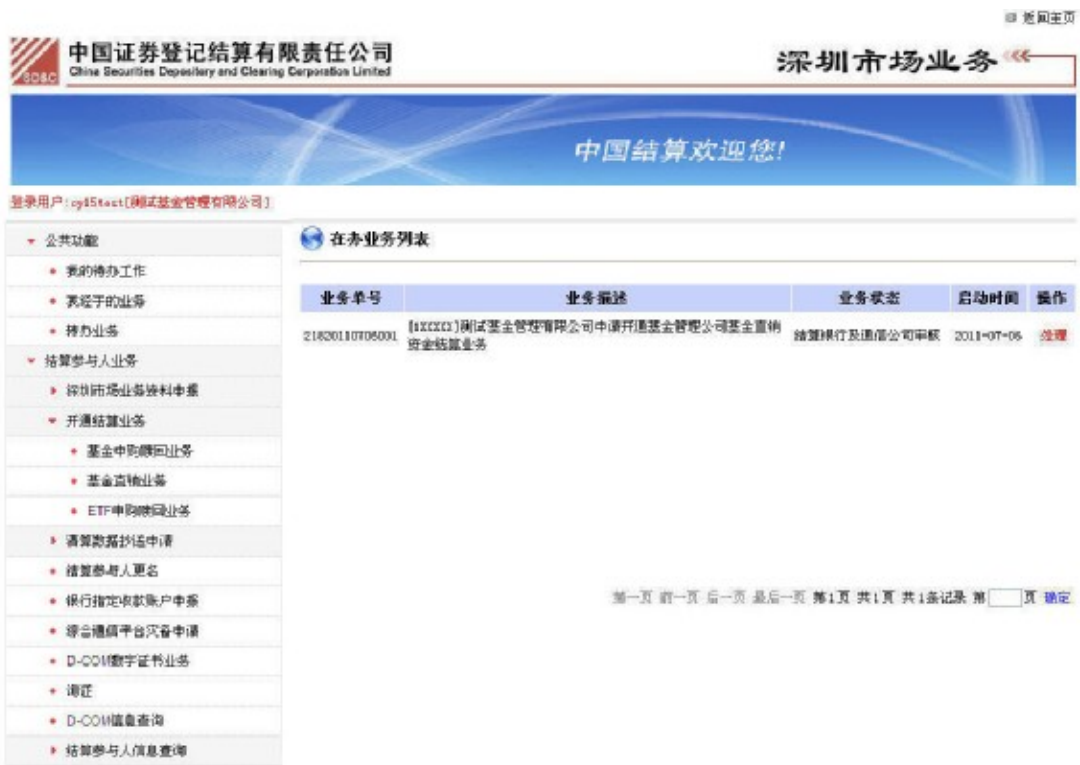 返回主页
中国证券登记结算有限责任公司
China Securities Depository and Clearing Corporation Limited
SDSC
深圳市场业务
中国结算欢迎您!
登录用户:cy15test[测试基金管理有限公司]
公共功能
我的待办工作
我经手的业务
待办业务
结算参与人业务
深圳市场业务资料申报
开通结算业务
基金申购赎回业务
基金直销业务
ETF申购赎回业务
清算数据抄送申请
结算参与人更名
银行指定收款账户申报
综合通信平台灾备申请
D-COM数字证书业务
询证
D-COM信息查询
结算参与人信息查询
在办业务列表
业务单号 业务描述 业务状态 启动时间 操作
21820110706001 [iXXXXX]测试基金管理有限公司申请开通基金管理公司基金直销 结算银行及通信公司审核 2011-07-06 处理
资金结算业务
第一页 前一页 后一页 最后一页 第1页 共1页 共1条记录 第 页 确定